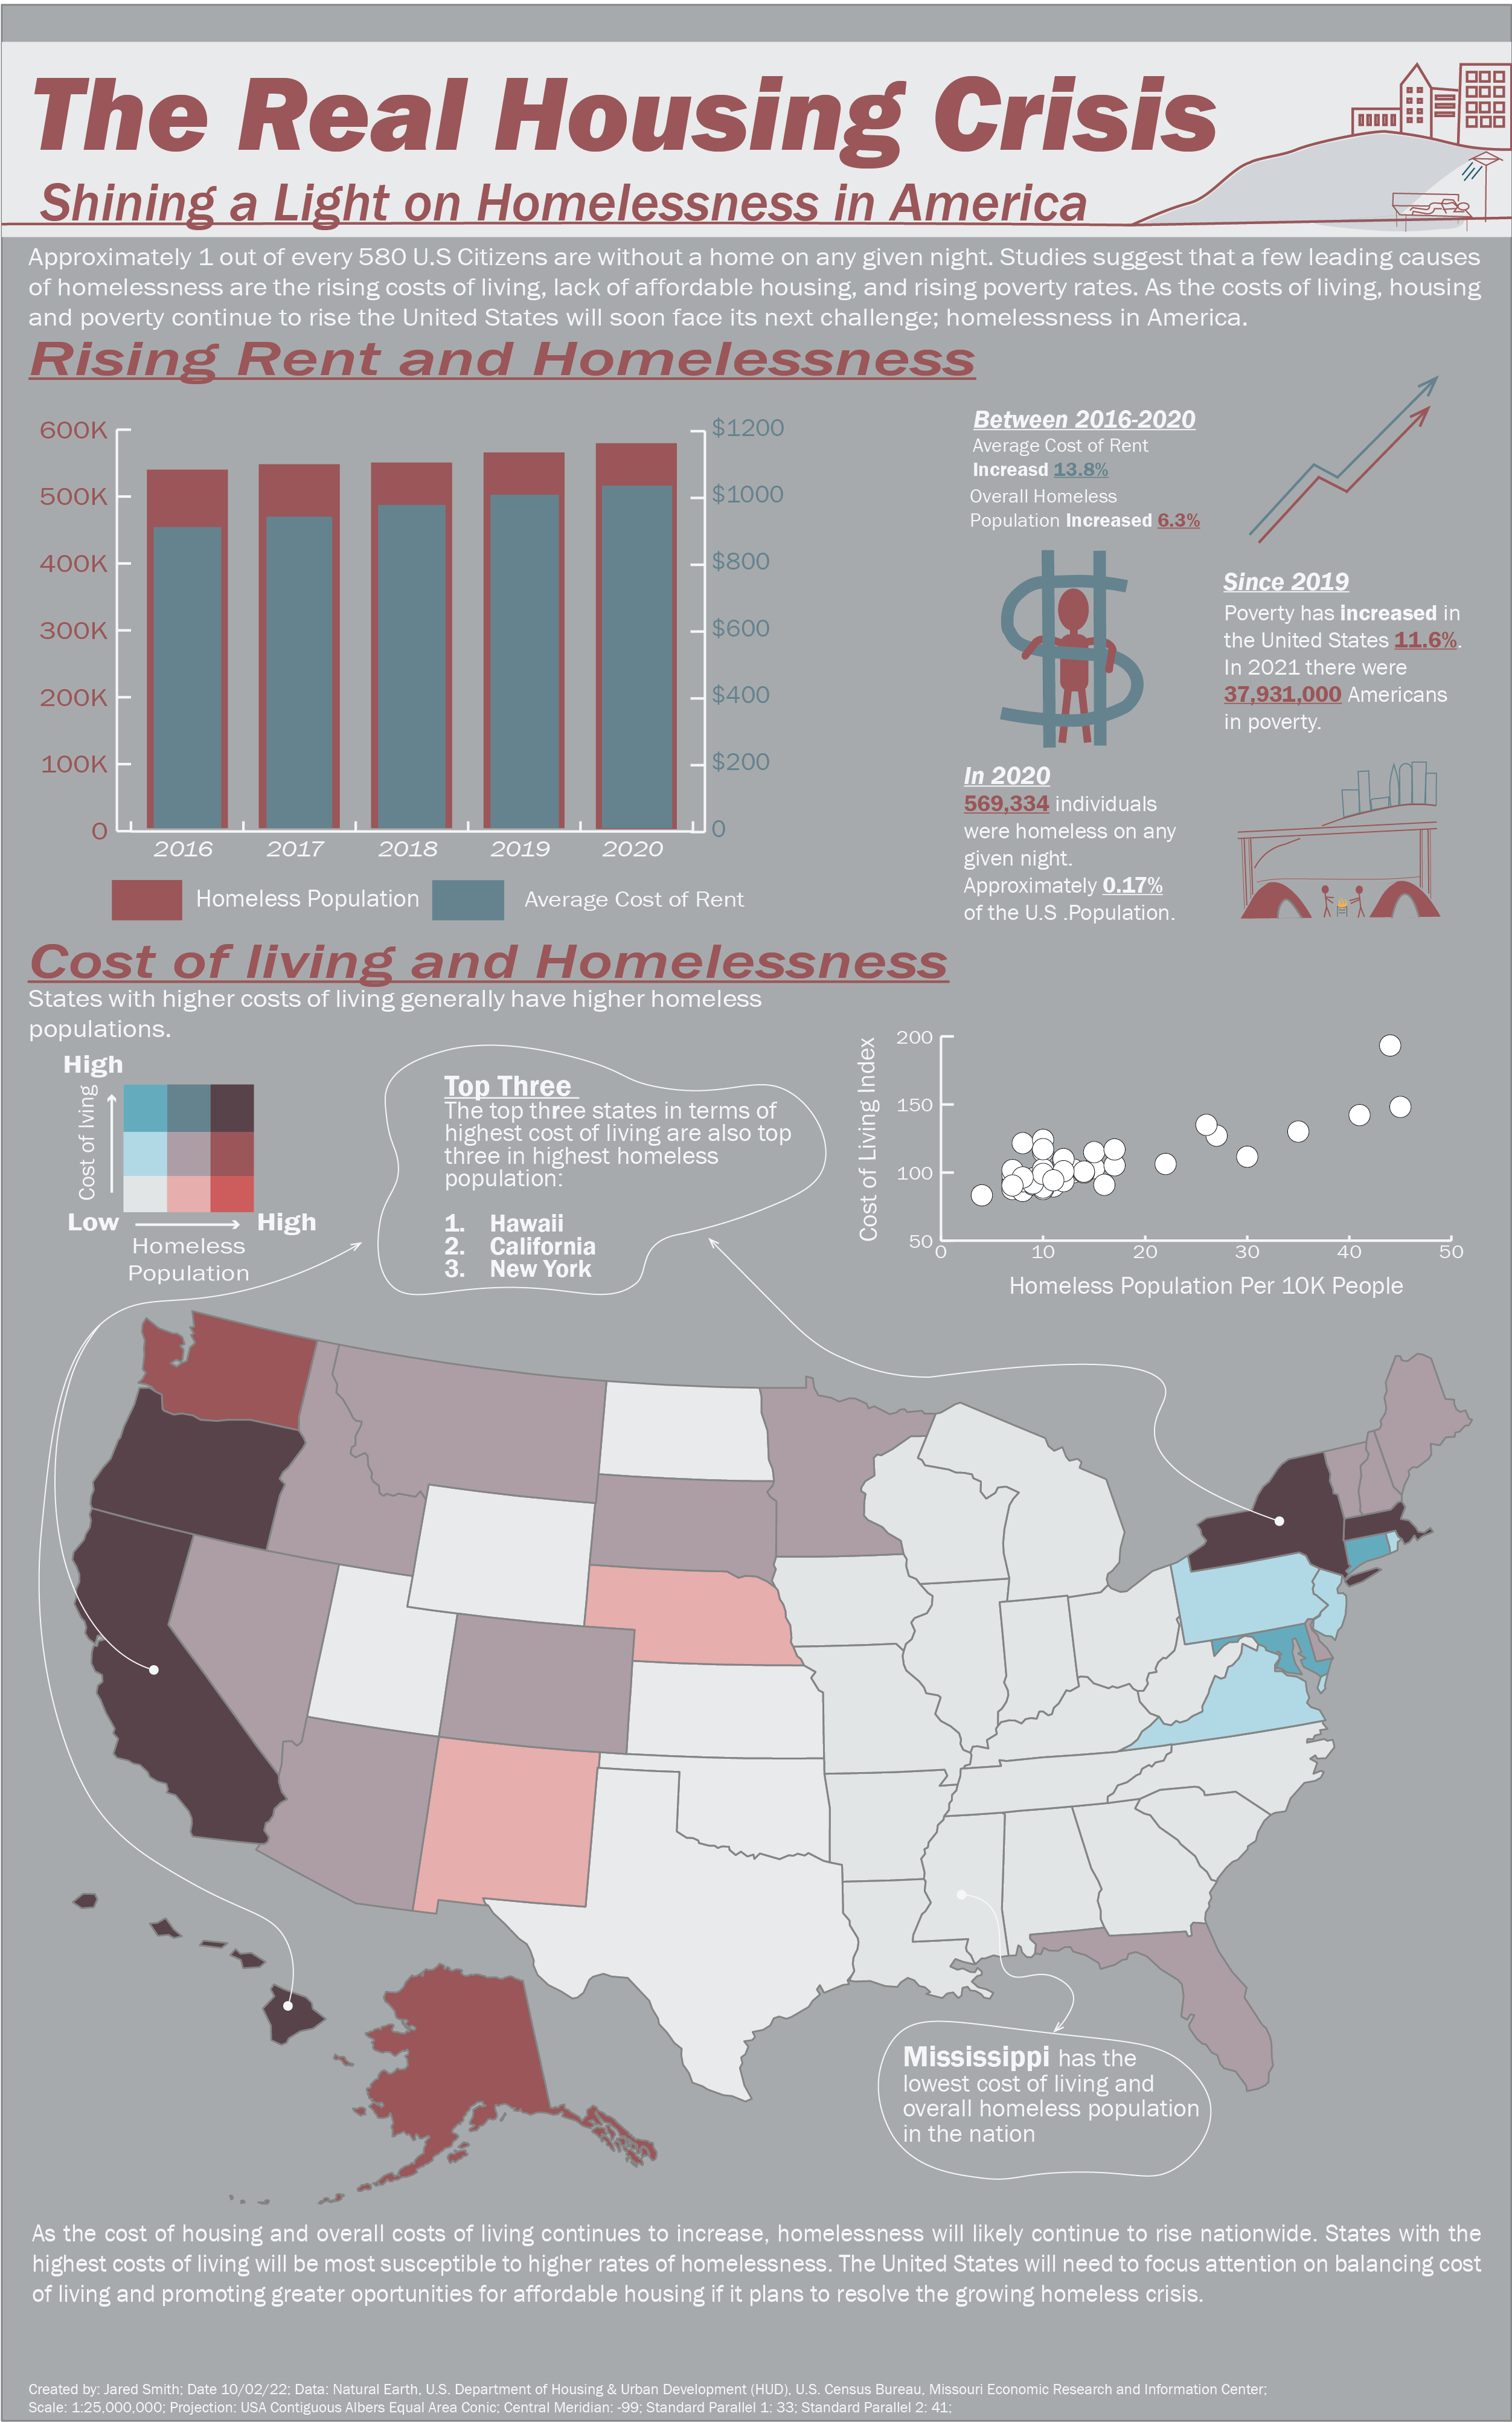 The Real Housing Crisis
Shining a Light on Homelessness in America
Approximately 1 out of every 580 U.S Citizens are without a home on any given night. Studies suggest that a few leading causes
of homelessness are the rising costs of living, lack of affordable housing, and rising poverty rates. As the costs of living, housing
and poverty continue to rise the United States will soon face its next challenge; homelessness in America.
Rising Rent and Homelessness
600K
500K
400K
300K
200K
100K
0
$1200
$1000
$800
$600
$400
$200
0
2016 2017 2018 2019 2020
Homeless Population
Average Cost of Rent
Between 2016-2020
Average Cost of Rent
Increasd 13.8%
Overall Homeless
Population Increased 6.3%
Since 2019
Poverty has increased in
the United States 11.6%.
In 2021 there were
37,931,000 Americans
in poverty.
In 2020
569,334 individuals
were homeless on any
given night.
Approximately 0.17%
of the U.S .Population.
Cost of living and Homelessness
States with higher costs of living generally have higher homeless
populations.
High
Cost of lving
Low
High
Homeless
Population
Top Three
The top three states in terms of
highest cost of living are also top
three in highest homeless
population:
1. Hawaii
2. California
3. New York
Cost of Living Index
200
150
100
50
0 10 20 30 40 50
Homeless Population Per 10K People
Mississippi has the
lowest cost of living and
overall homeless population
in the nation
As the cost of housing and overall costs of living continues to increase, homelessness will likely continue to rise nationwide. States with the
highest costs of living will be most susceptible to higher rates of homelessness. The United States will need to focus attention on balancing cost
of living and promoting greater oportunities for affordable housing if it plans to resolve the growing homeless crisis.
Created by: Jared Smith; Date 10/02/22; Data: Natural Earth, U.S. Department of Housing & Urban Development (HUD), U.S. Census Bureau, Missouri Economic Research and Information Center;
Scale: 1:25,000,000; Projection: USA Contiguous Albers Equal Area Conic; Central Meridian: -99; Standard Parallel 1: 33; Standard Parallel 2: 41;